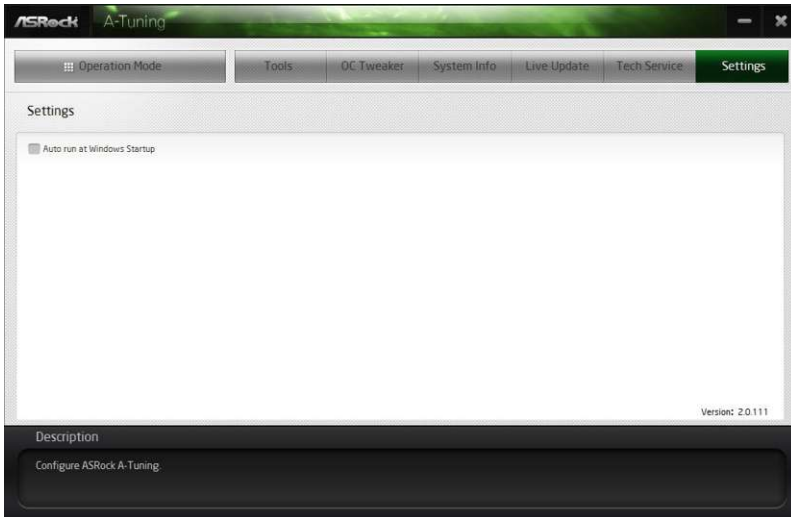 ASRock A-Tuning
Operation Mode Tools OC Tweaker System Info Live Update Tech Service Settings
Settings
Auto run at Windows Startup
Version: 2.0.111
Description
Configure ASRock A-Tuning.